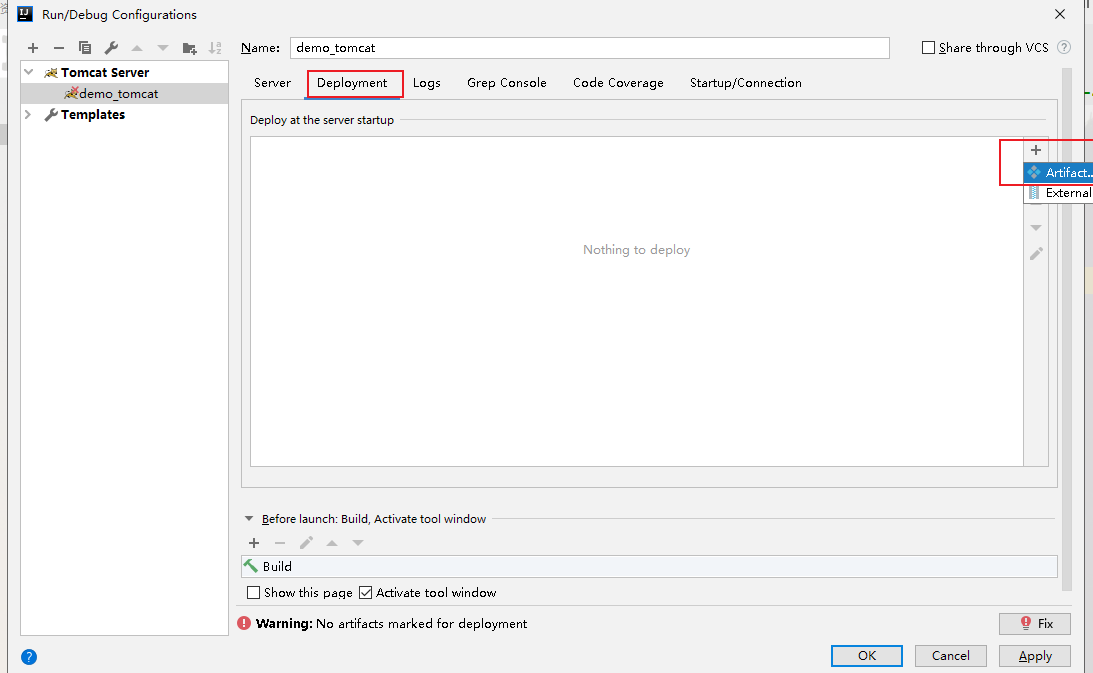 Run/Debug Configurations
Name: demo_tomcat
Share through VCS
Tomcat Server
demo_tomcat
Templates
Server Deployment Logs Grep Console Code Coverage Startup/Connection
Deploy at the server startup
Artifact..
External
Nothing to deploy
Before launch: Build, Activate tool window
Build
Show this page Activate tool window
Warning: No artifacts marked for deployment
Fix
OK Cancel Apply